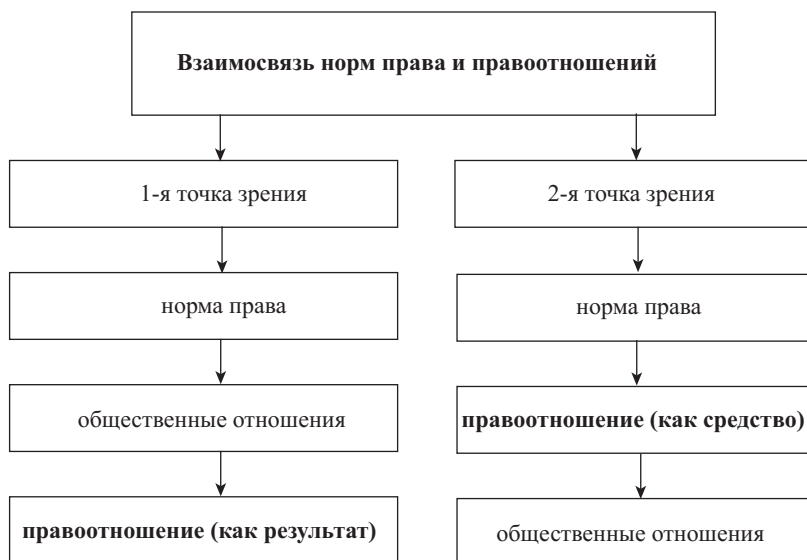 Взаимосвязь норм права и правоотношений
1-я точка зрения
2-я точка зрения
норма права
норма права
общественные отношения
правоотношение (как средство)
правоотношение (как результат)
общественные отношения